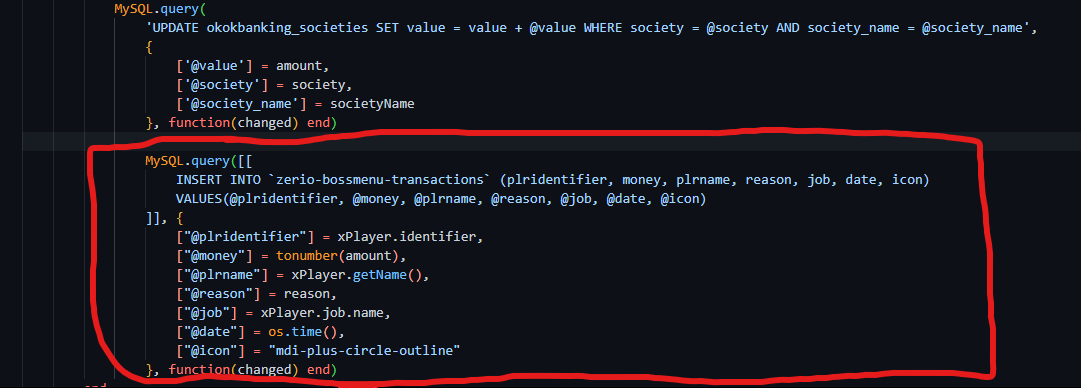 MySQL.query(
'UPDATE okokbanking_societies SET value = value + @value WHERE society = @society AND society_name = @society_name',
{
['@value'] = amount,
['@society'] = society,
['@society_name'] = societyName
}, function(changed) end)
MySQL.query([[
INSERT INTO `zerio-bossmenu-transactions` (plridentifier, money, plrname, reason, job, date, icon)
VALUES(@plridentifier, @money, @plrname, @reason, @job, @date, @icon)
]], {
["@plridentifier"] = xPlayer.identifier,
["@money"] = tonumber(amount),
["@plrname"] = xPlayer.getName(),
["@reason"] = reason,
["@job"] = xPlayer.job.name,
["@date"] = os.time(),
["@icon"] = "mdi-plus-circle-outline"
}, function(changed) end)
end